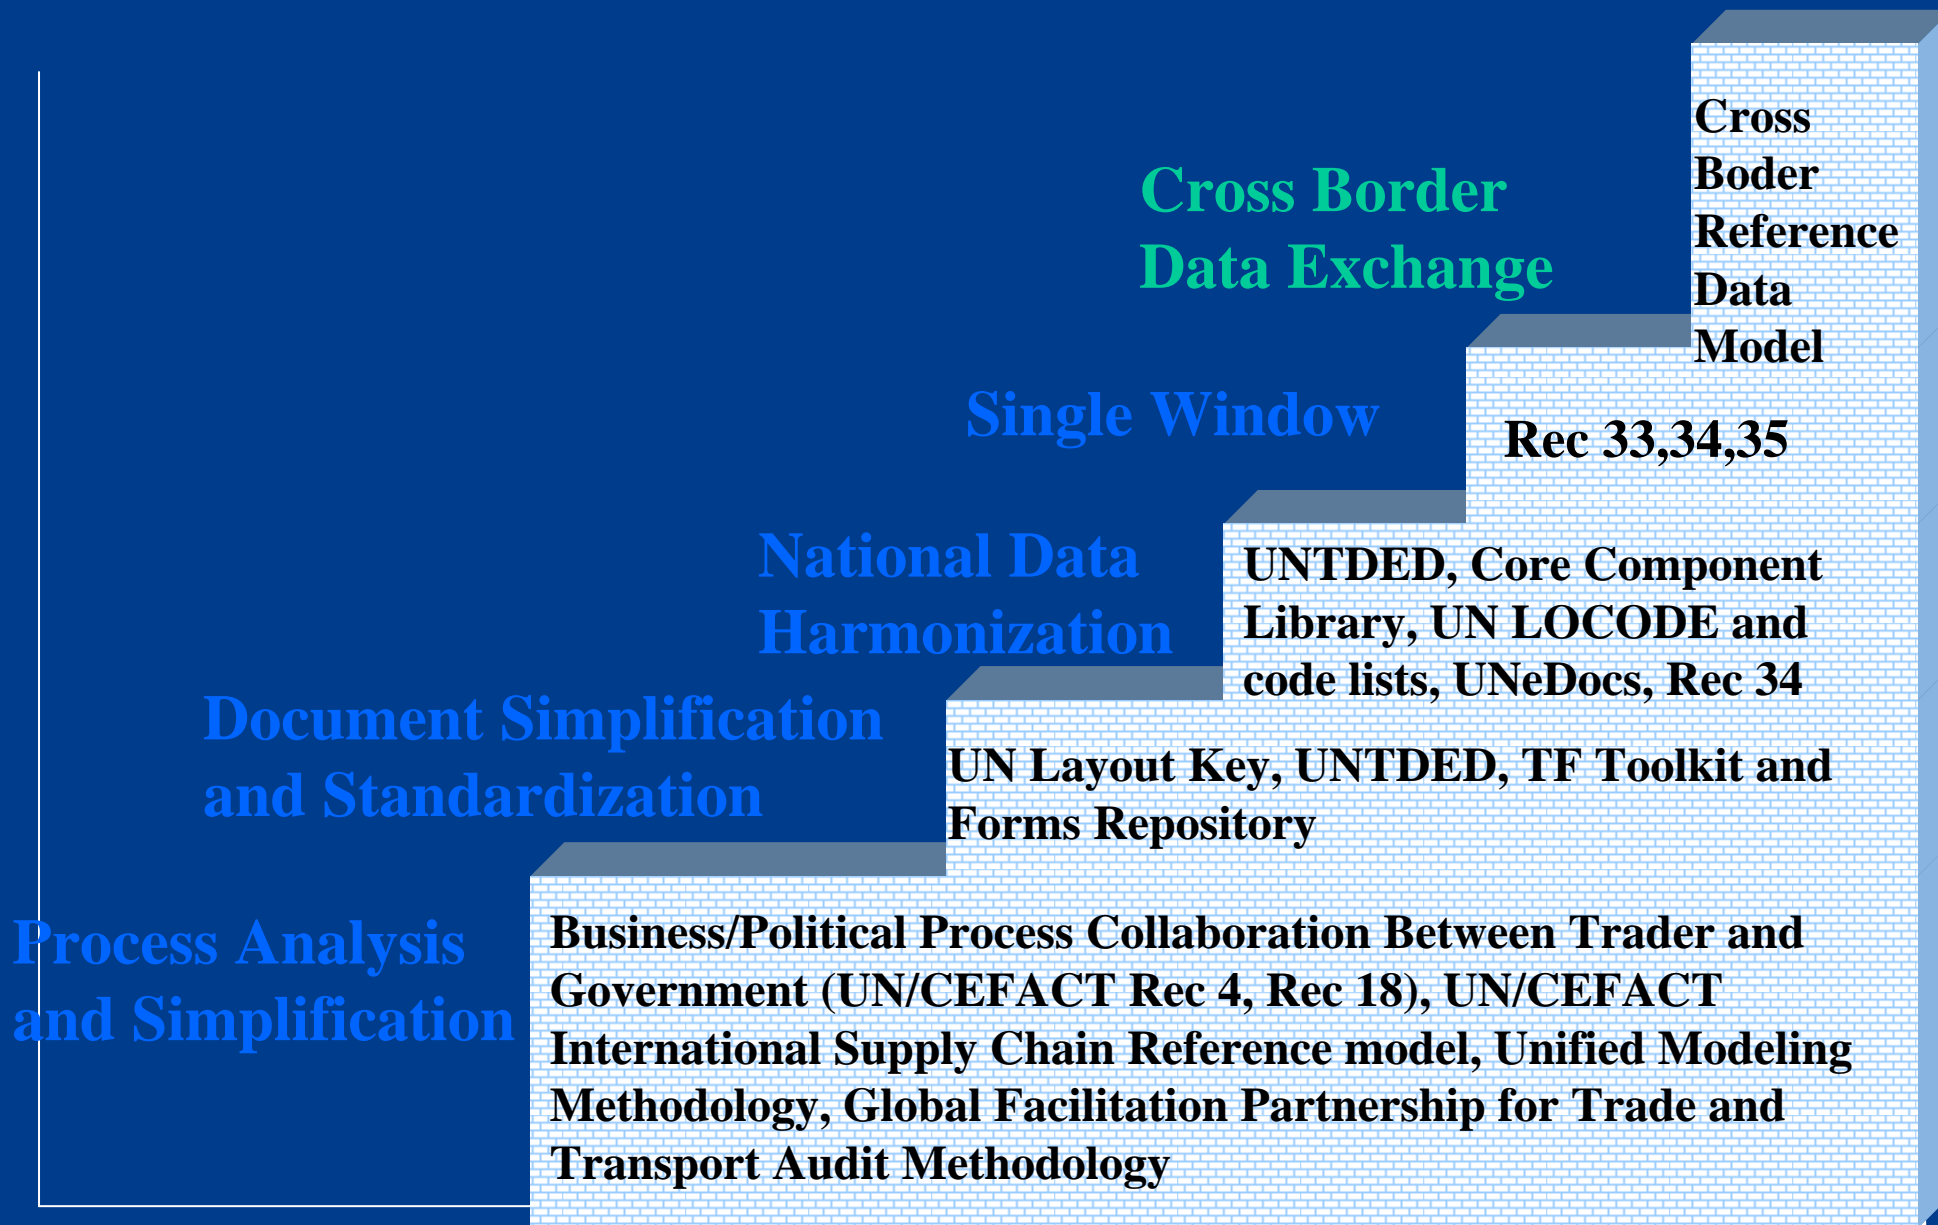 Cross
Boder
Reference
Data
Model
Cross Border
Data Exchange
Single Window
Rec 33,34,35
National Data
Harmonization
UNTDED, Core Component
Library, UN LOCODE and
code lists, UNeDocs, Rec 34
Document Simplification
and Standardization
UN Layout Key, UNTDED, TF Toolkit and
Forms Repository
Process Analysis
and Simplification
Business/Political Process Collaboration Between Trader and
Government (UN/CEFACT Rec 4, Rec 18), UN/CEFACT
International Supply Chain Reference model, Unified Modeling
Methodology, Global Facilitation Partnership for Trade and
Transport Audit Methodology